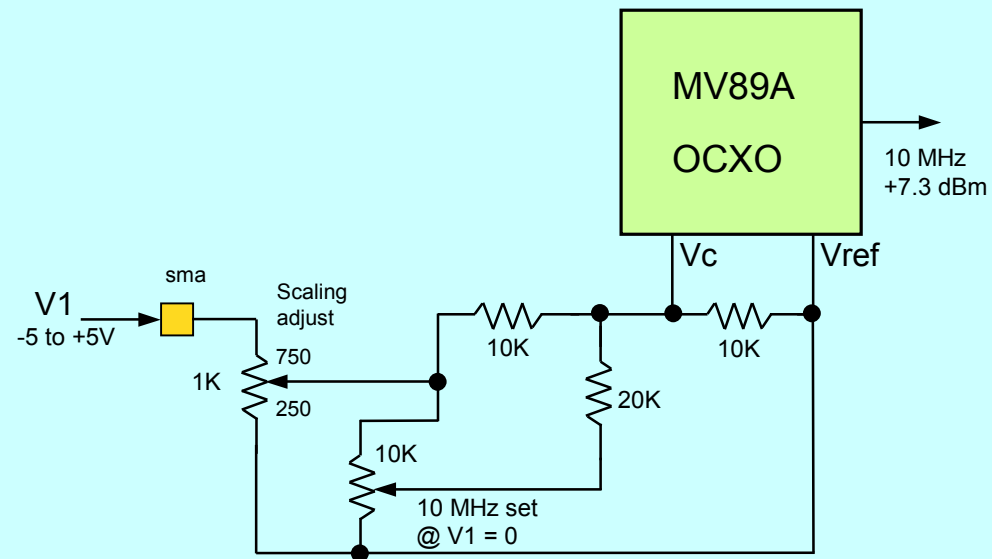 MV89A
OCXO
10 MHz
+7.3 dBm
Vc
Vref
sma
V1
-5 to +5V
Scaling
adjust
750
1K
250
10K
10K
20K
10K
10 MHz set
@ V1 = 0